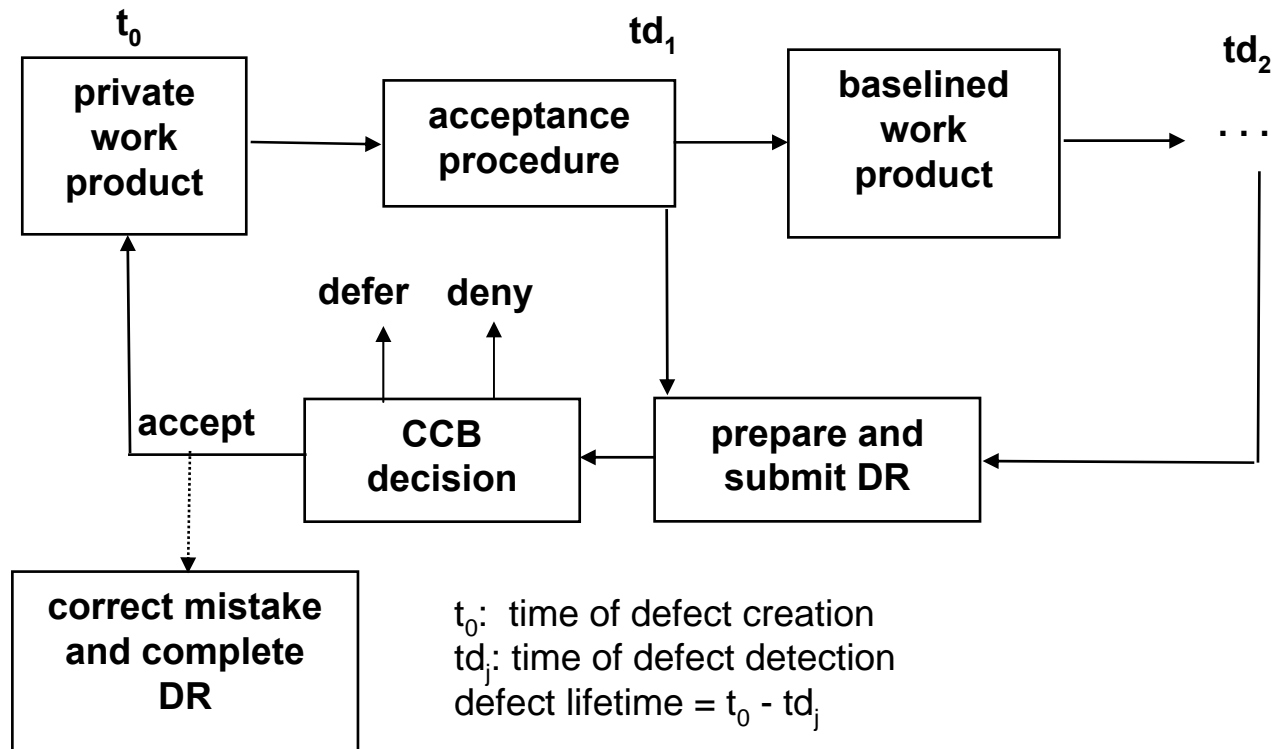 t₀
td₁
td₂
private
work
product
acceptance
procedure
baselined
work
product
. . .
defer
deny
accept
CCB
decision
prepare and
submit DR
correct mistake
and complete
DR
t₀: time of defect creation
tdⱼ: time of defect detection
defect lifetime = t₀ - tdⱼ